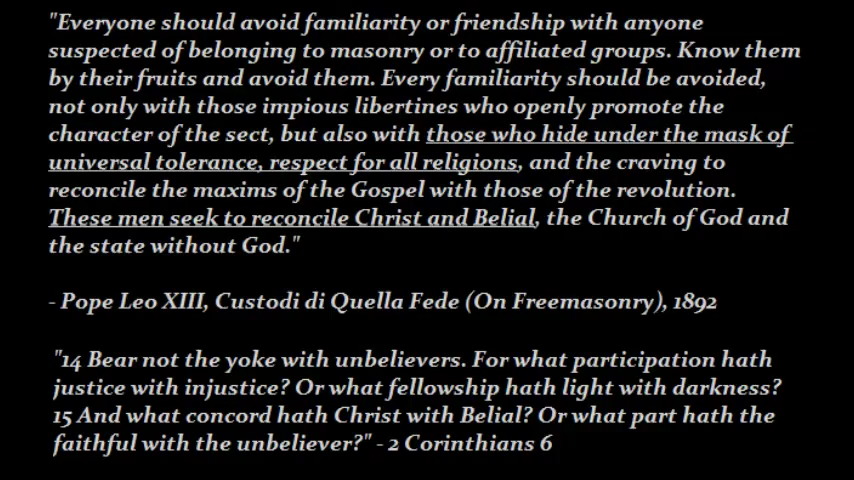 "Everyone should avoid familiarity or friendship with anyone
suspected of belonging to masonry or to affiliated groups. Know them
by their fruits and avoid them. Every familiarity should be avoided,
not only with those impious libertines who openly promote the
character of the sect, but also with those who hide under the mask of
universal tolerance, respect for all religions, and the craving to
reconcile the maxims of the Gospel with those of the revolution.
These men seek to reconcile Christ and Belial, the Church of God and
the state without God."
- Pope Leo XIII, Custodi di Quella Fede (On Freemasonry), 1892
"14 Bear not the yoke with unbelievers. For what participation hath
justice with injustice? Or what fellowship hath light with darkness?
15 And what concord hath Christ with Belial? Or what part hath the
faithful with the unbeliever?" - 2 Corinthians 6